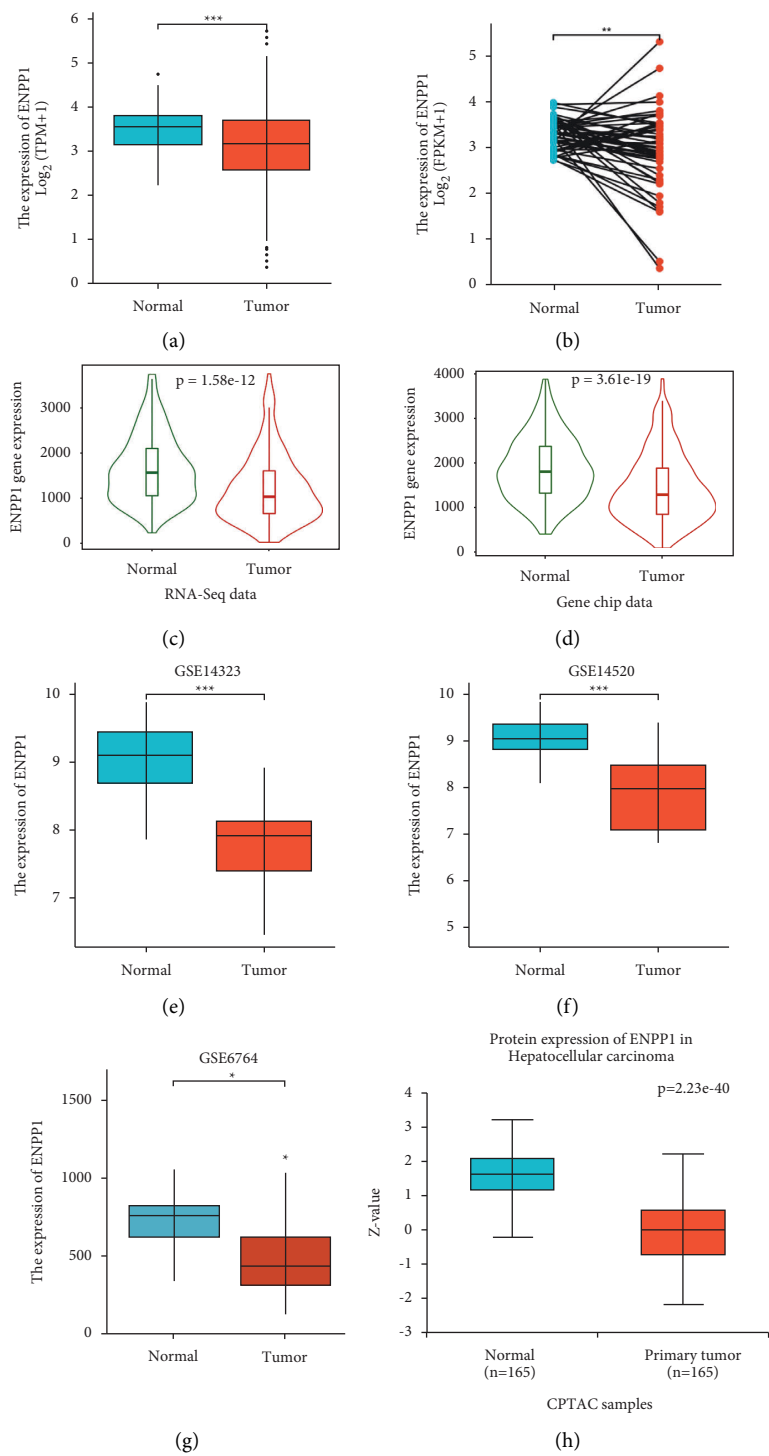 The expression of ENPP1
Log2 (TPM+1)
6
5
4
3
2
1
0
***
Normal
Tumor
(a)
The expression of ENPP1
Log2 (FPKM+1)
5
4
3
2
1
0
**
Normal
Tumor
(b)
ENPP1 gene expression
3000
2000
1000
0
p = 1.58e-12
Normal
Tumor
RNA-Seq data
(c)
ENPP1 gene expression
4000
3000
2000
1000
0
p = 3.61e-19
Normal
Tumor
Gene chip data
(d)
GSE14323
The expression of ENPP1
10
9
8
7
***
Normal
Tumor
(e)
GSE14520
The expression of ENPP1
10
9
8
7
6
5
***
Normal
Tumor
(f)
GSE6764
The expression of ENPP1
1500
1000
500
0
*
*
Normal
Tumor
(g)
Protein expression of ENPP1 in
Hepatocellular carcinoma
p=2.23e-40
Z-value
4
3
2
1
0
-1
-2
-3
Normal
(n=165)
Primary tumor
(n=165)
CPTAC samples
(h)